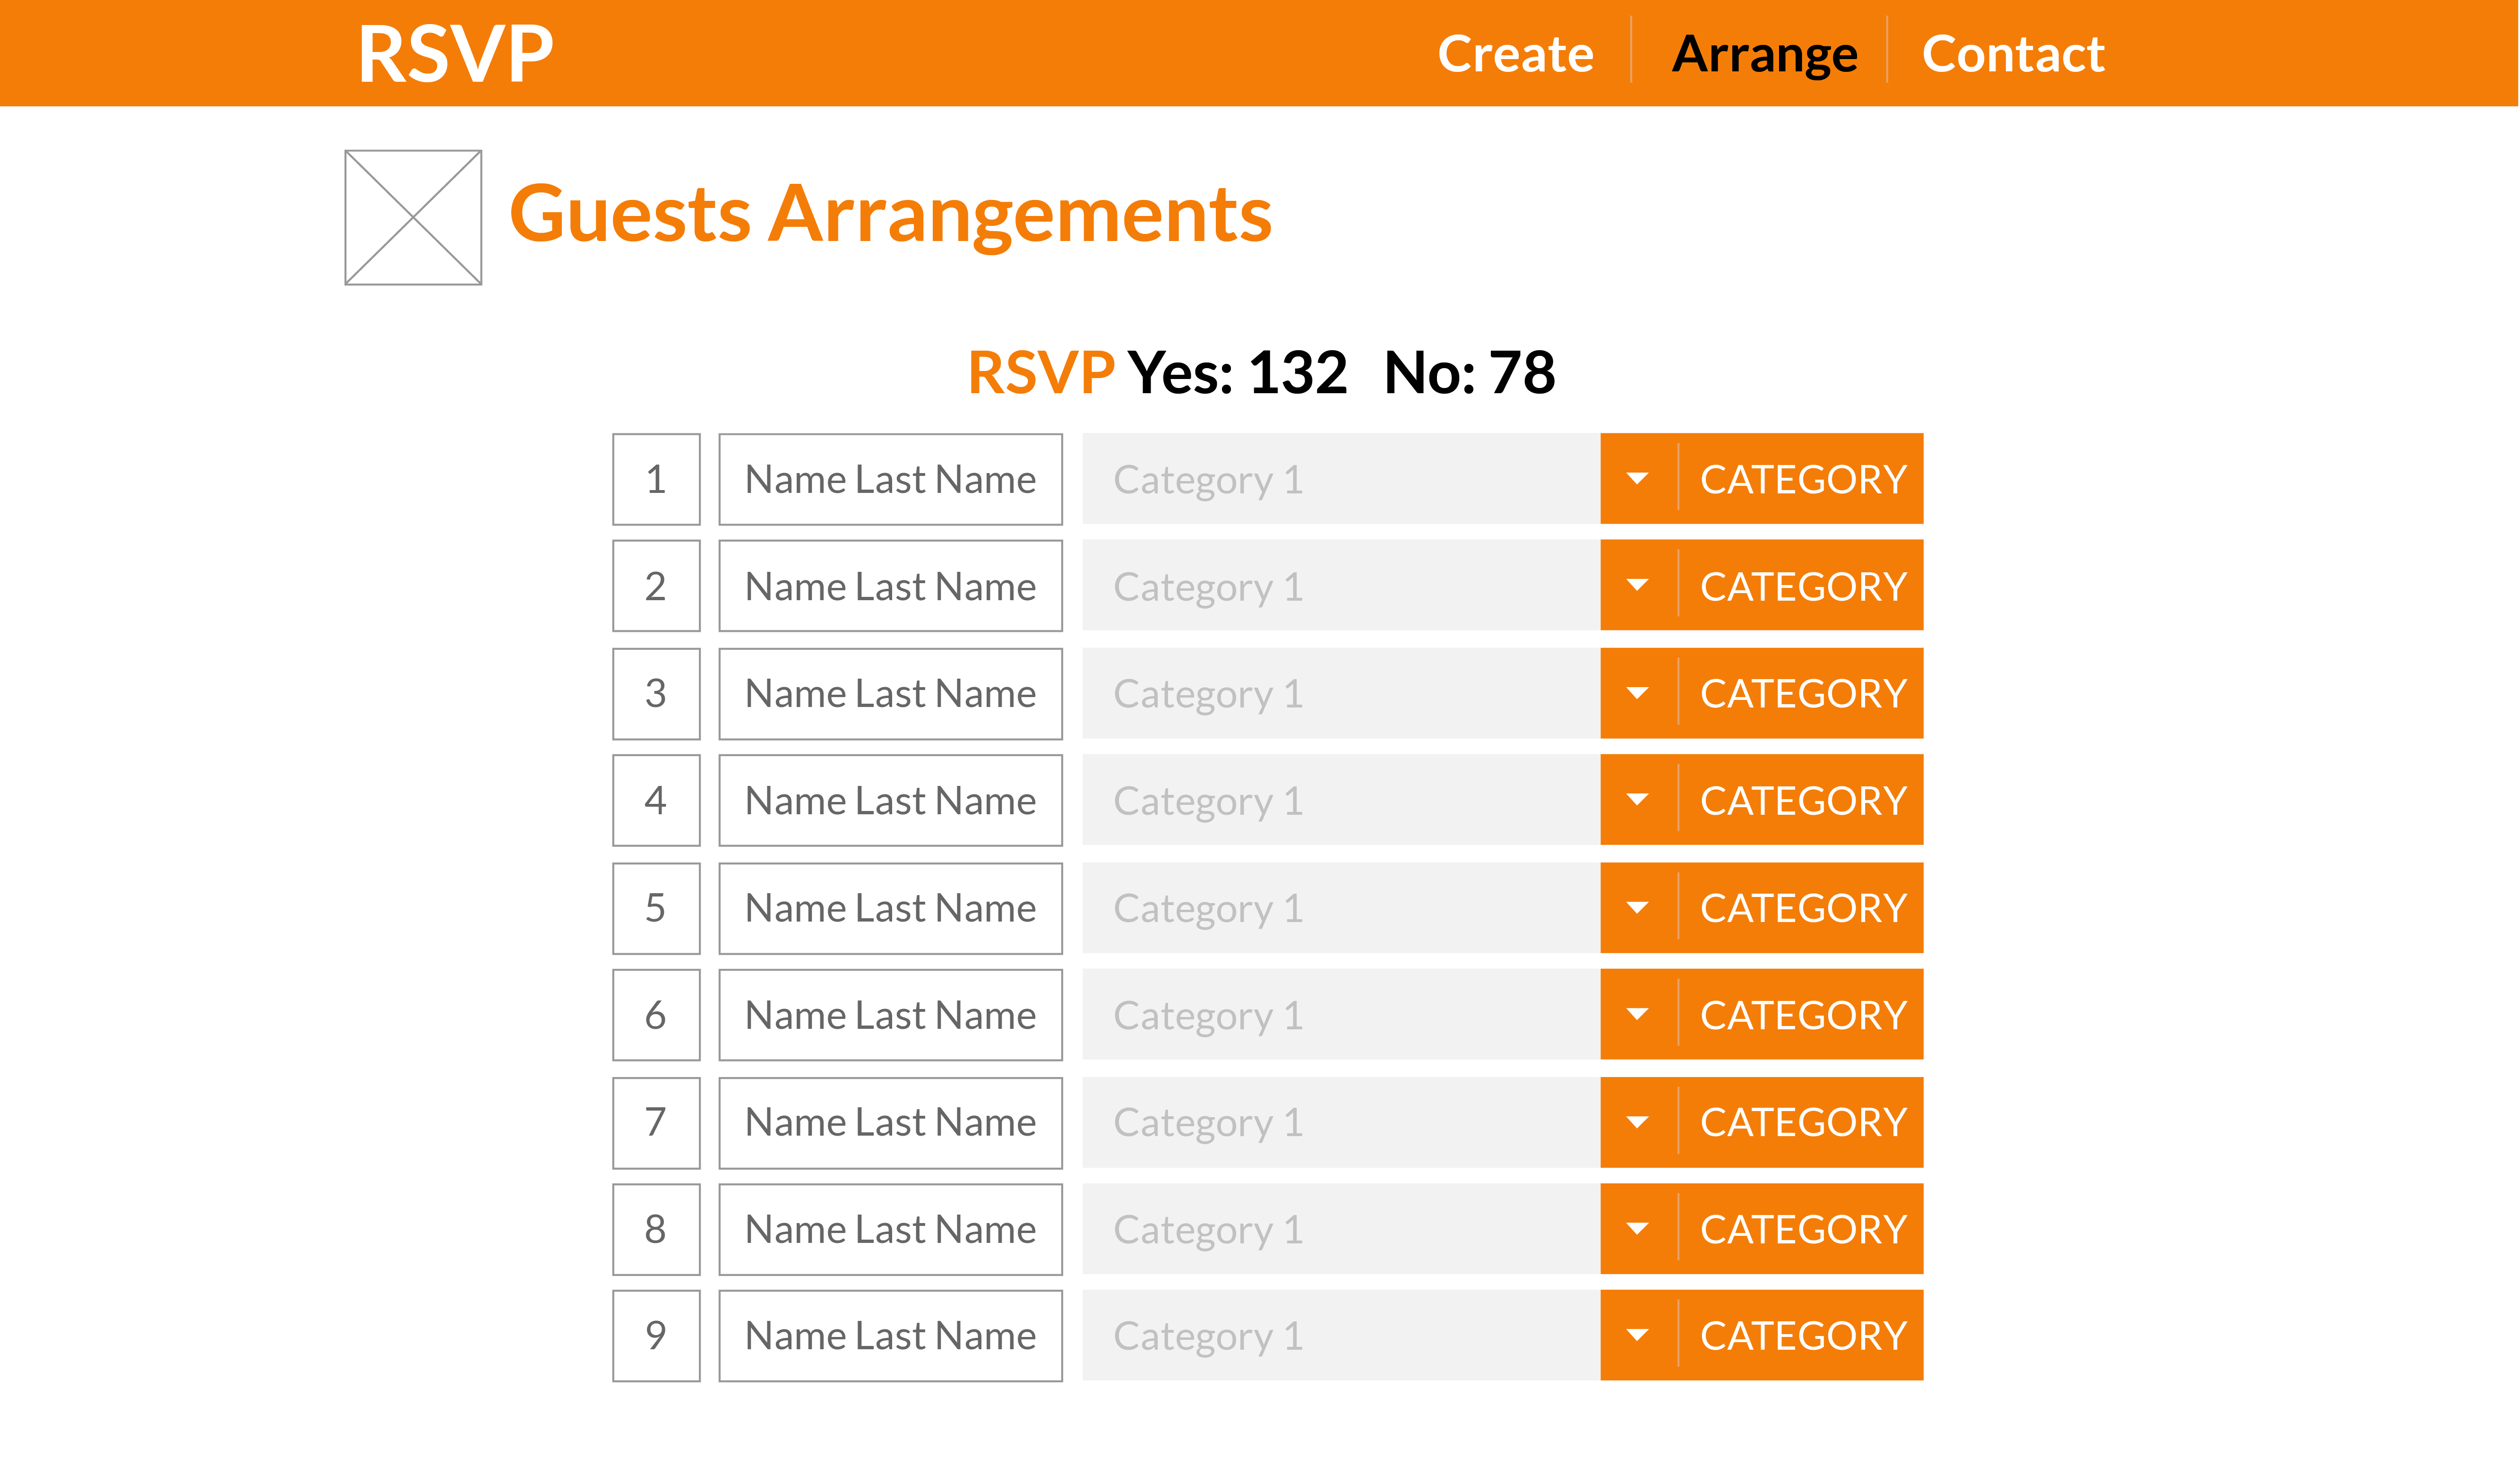 RSVP Create Arrange Contact
Guests Arrangements
RSVP Yes: 132 No: 78
1 Name Last Name Category 1 CATEGORY
2 Name Last Name Category 1 CATEGORY
3 Name Last Name Category 1 CATEGORY
4 Name Last Name Category 1 CATEGORY
5 Name Last Name Category 1 CATEGORY
6 Name Last Name Category 1 CATEGORY
7 Name Last Name Category 1 CATEGORY
8 Name Last Name Category 1 CATEGORY
9 Name Last Name Category 1 CATEGORY